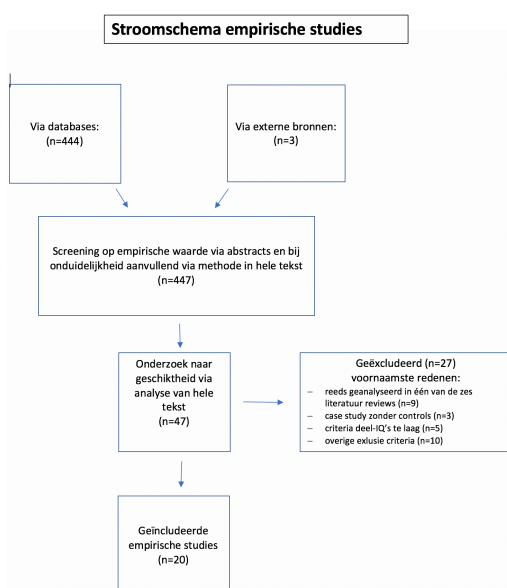 Stroomschema empirische studies
Via databases:
(n=444)
Via externe bronnen:
(n=3)
Screening op empirische waarde via abstracts en bij
onduidelijkheid aanvullend via methode in hele tekst
(n=447)
Onderzoek naar
geschiktheid via
analyse van hele
tekst
(n=47)
Geëxcludeerd (n=27)
voornaamste redenen:
– reeds geanalyseerd in één van de zes
literatuur reviews (n=9)
– case study zonder controls (n=3)
– criteria deel-IQ's te laag (n=5)
– overige exlusie criteria (n=10)
Geïncludeerde
empirische studies
(n=20)